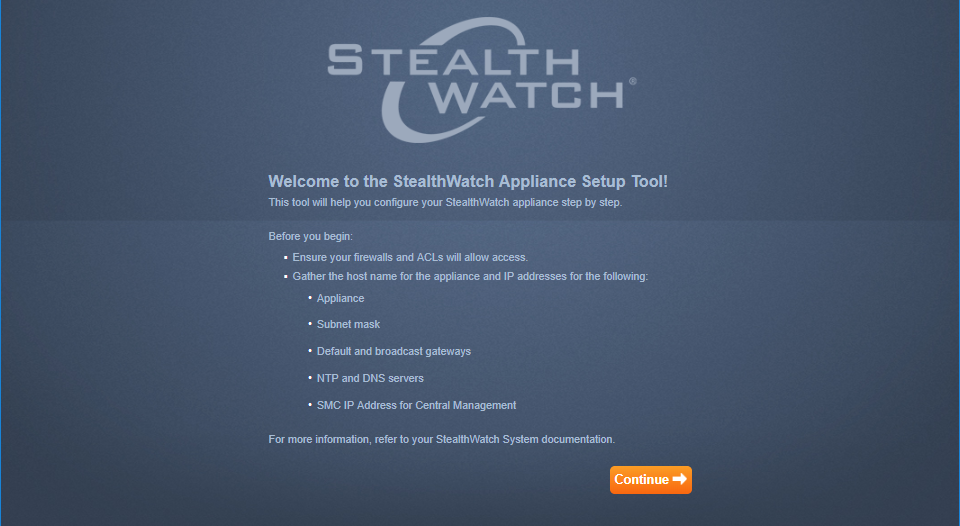 STEALTH
WATCH®
Welcome to the StealthWatch Appliance Setup Tool!
This tool will help you configure your StealthWatch appliance step by step.
Before you begin:
▪ Ensure your firewalls and ACLs will allow access.
▪ Gather the host name for the appliance and IP addresses for the following:
• Appliance
• Subnet mask
• Default and broadcast gateways
• NTP and DNS servers
• SMC IP Address for Central Management
For more information, refer to your StealthWatch System documentation.
Continue